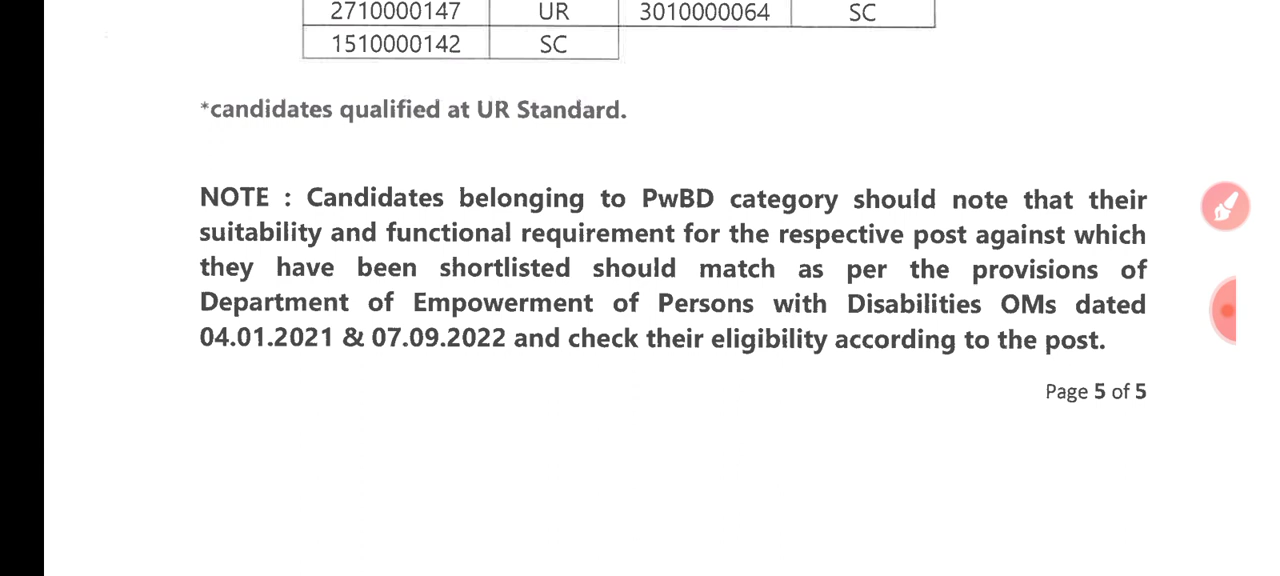 2710000147 UR 3010000064 SC
1510000142 SC
*candidates qualified at UR Standard.
NOTE : Candidates belonging to PwBD category should note that their
suitability and functional requirement for the respective post against which
they have been shortlisted should match as per the provisions of
Department of Empowerment of Persons with Disabilities OMs dated
04.01.2021 & 07.09.2022 and check their eligibility according to the post.
Page 5 of 5